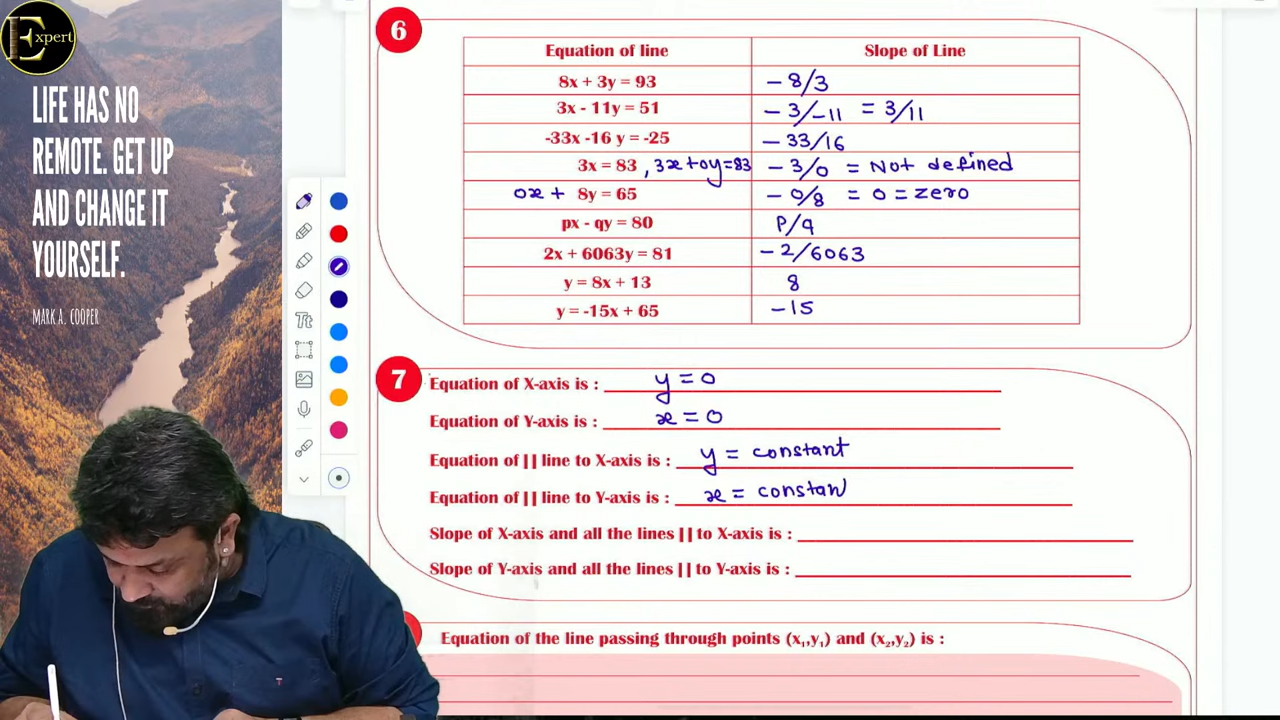 Expert
LIFE HAS NO
REMOTE. GET UP
AND CHANGE IT
YOURSELF.
MARK A. COOPER
6
Equation of line Slope of Line
8x + 3y = 93 - 8/3
3x - 11y = 51 - 3/-11 = 3/11
-33x -16 y = -25 - 33/16
3x = 83 , 3x + 0y = 83 - 3/0 = Not defined
0x + 8y = 65 - 0/8 = 0 = zero
px - qy = 80 P/q
2x + 6063y = 81 - 2/6063
y = 8x + 13 8
y = -15x + 65 - 15
7
Equation of X-axis is : y = 0
Equation of Y-axis is : x = 0
Equation of || line to X-axis is : y = constant
Equation of || line to Y-axis is : x = constan
Slope of X-axis and all the lines || to X-axis is :
Slope of Y-axis and all the lines || to Y-axis is :
Equation of the line passing through points (x₁,y₁) and (x₂,y₂) is :
Tt